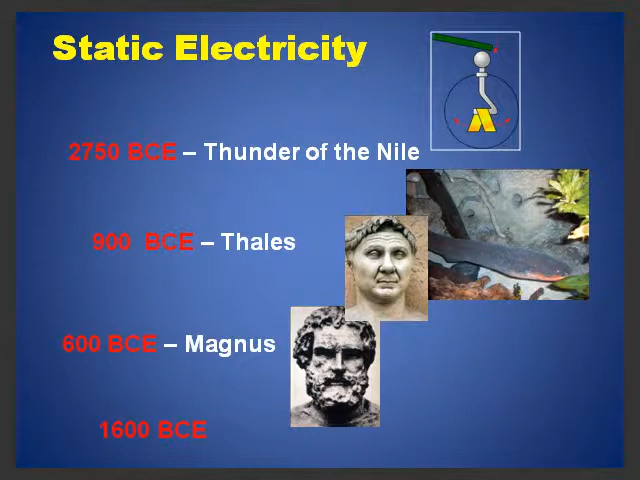 Static Electricity
2750 BCE – Thunder of the Nile
900 BCE – Thales
600 BCE – Magnus
1600 BCE